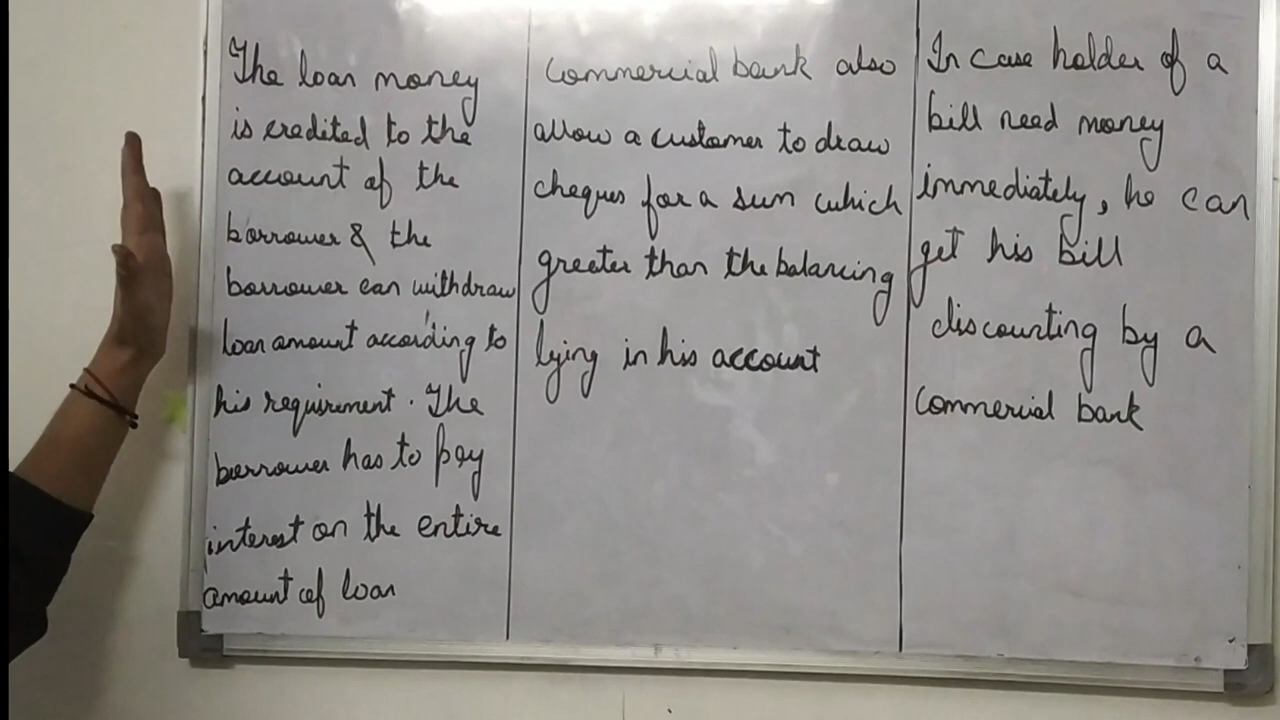 The loan money
is credited to the
account of the
borrower & the
borrower can withdraw
loan amount according to
his requirement. The
borrower has to pay
interest on the entire
amount of loan
Commercial bank also
allow a customer to draw
cheques for a sum which
greater than the balancing
lying in his account
In case holder of a
bill need money
immediately, he can
get his bill
discounting by a
Commercial bank